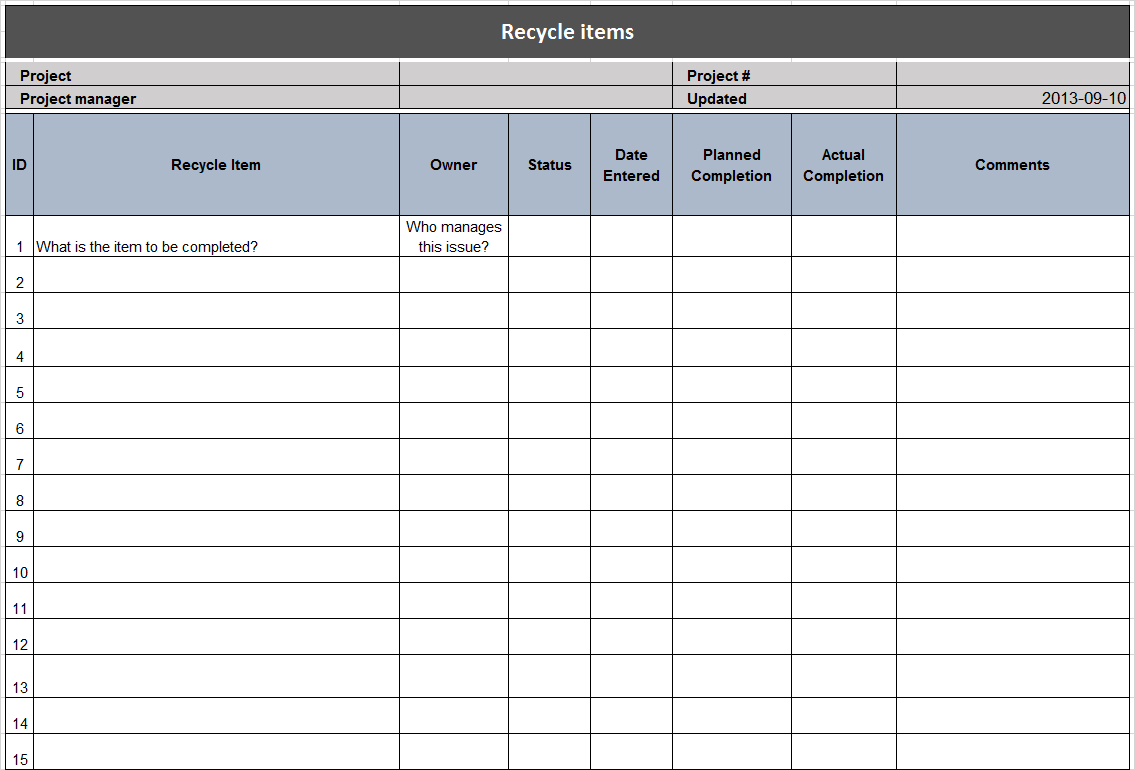 Recycle items
Project
Project #
Project manager
Updated
2013-09-10
ID
Recycle Item
Owner
Status
Date
Entered
Planned
Completion
Actual
Completion
Comments
1
What is the item to be completed?
Who manages
this issue?
2
3
4
5
6
7
8
9
10
11
12
13
14
15